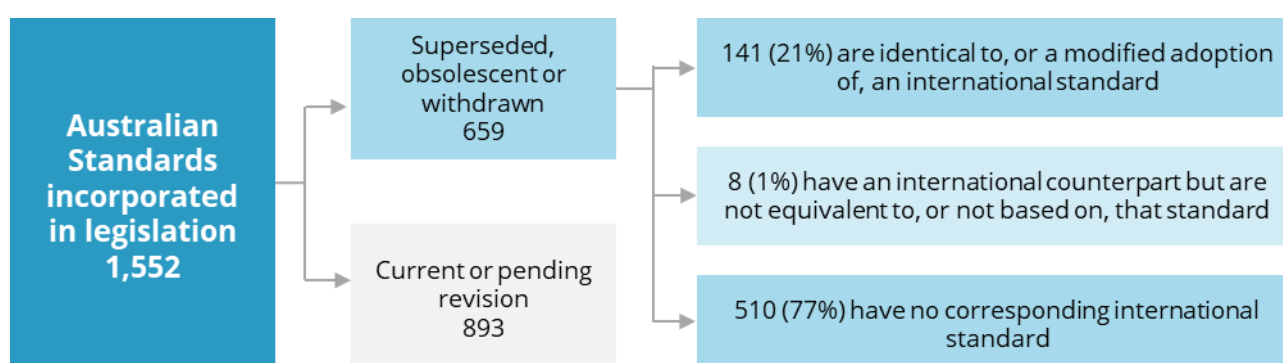 Australian
Standards
incorporated
in legislation
1,552
Superseded,
obsolescent or
withdrawn
659
Current or pending
revision
893
141 (21%) are identical to, or a modified adoption
of, an international standard
8 (1%) have an international counterpart but are
not equivalent to, or not based on, that standard
510 (77%) have no corresponding international
standard